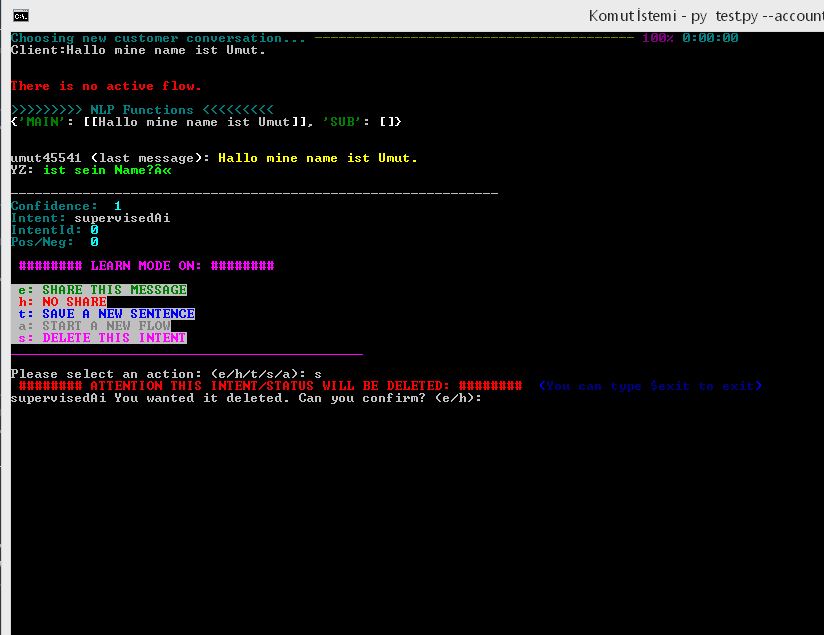 Komut İstemi - py test.py --account
Choosing new customer conversation... ---------------------------------------- 100% 0:00:00
Client:Hallo mine name ist Umut.
There is no active flow.
>>>>>>>>> NLP Functions <<<<<<<<<
{'MAIN': [[Hallo mine name ist Umut]], 'SUB': []}
umut45541 (last message): Hallo mine name ist Umut.
YZ: ist sein Name?Â«
_____________________________________________________________
Confidence: 1
Intent: supervisedAi
IntentId: 0
Pos/Neg: 0
######## LEARN MODE ON: ########
e: SHARE THIS MESSAGE
h: NO SHARE
t: SAVE A NEW SENTENCE
a: START A NEW FLOW
s: DELETE THIS INTENT
____________________________________________
Please select an action: (e/h/t/s/a): s
######## ATTENTION THIS INTENT/STATUS WILL BE DELETED: ######## (You can type $exit to exit)
supervisedAi You wanted it deleted. Can you confirm? (e/h):